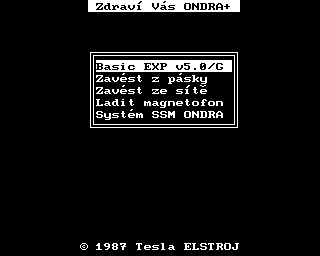 Zdraví Vás ONDRA+
Basic EXP v5.0/G
Zavést z pásky
Zavést ze sítě
Ladit magnetofon
Systém SSM ONDRA
© 1987 Tesla ELSTROJ